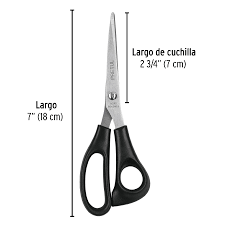 Largo de cuchilla
2 3/4" (7 cm)
Largo
7" (18 cm)